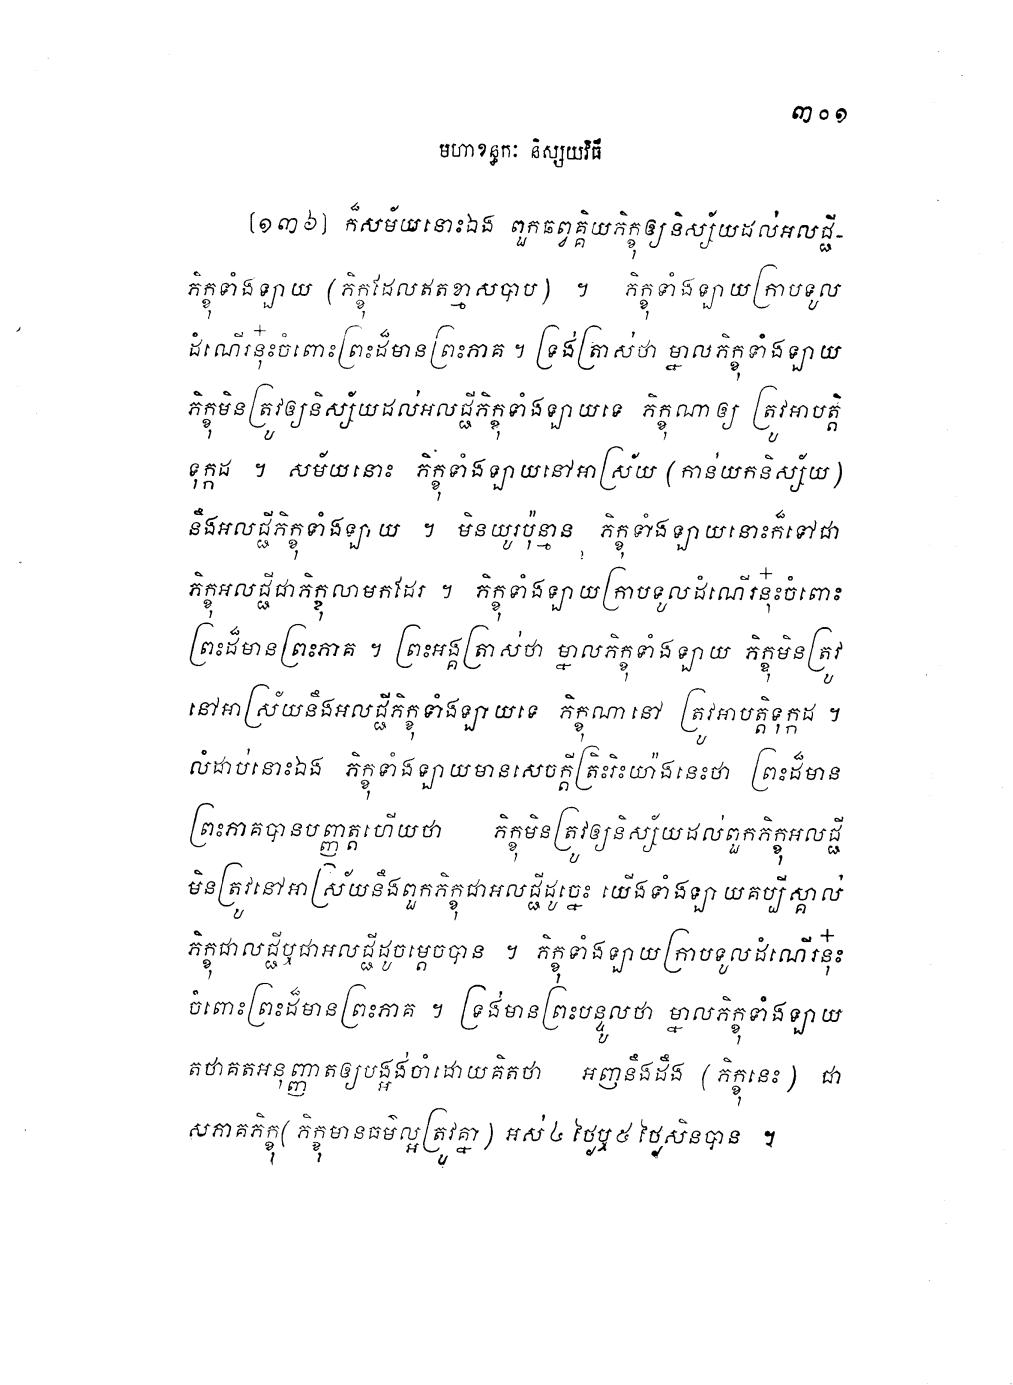 ៣០១
មហាខន្ធកៈ និស្សយវិធី
[១៣៦] ក៏សម័យនោះឯង ពួកឆព្វគ្គិយភិក្ខុឲ្យនិស្ស័យដល់អលជ្ជី-
ភិក្ខុទាំងឡាយ (ភិក្ខុដែលឥតខ្មាសបាប) ។ ភិក្ខុទាំងឡាយក្រាបទូល
ដំណើរនុ៎ះចំពោះព្រះដ៏មានព្រះភាគ ។ ទ្រង់ត្រាស់ថា ម្នាលភិក្ខុទាំងឡាយ
ភិក្ខុមិនត្រូវឲ្យនិស្ស័យដល់អលជ្ជីភិក្ខុទាំងឡាយទេ ភិក្ខុណាឲ្យ ត្រូវអាបត្តិ
ទុក្កដ ។ សម័យនោះ ភិក្ខុទាំងឡាយនៅអាស្រ័យ (កាន់យកនិស្ស័យ)
នឹងអលជ្ជីភិក្ខុទាំងឡាយ ។ មិនយូរប៉ុន្មាន ភិក្ខុទាំងឡាយនោះក៏ទៅជា
ភិក្ខុអលជ្ជីជាភិក្ខុលាមកដែរ ។ ភិក្ខុទាំងឡាយក្រាបទូលដំណើរនុ៎ះចំពោះ
ព្រះដ៏មានព្រះភាគ ។ ព្រះអង្គត្រាស់ថា ម្នាលភិក្ខុទាំងឡាយ ភិក្ខុមិនត្រូវ
នៅអាស្រ័យនឹងអលជ្ជីភិក្ខុទាំងឡាយទេ ភិក្ខុណានៅ ត្រូវអាបត្តិទុក្កដ ។
លំដាប់នោះឯង ភិក្ខុទាំងឡាយមានសេចក្តីត្រិះរិះយ៉ាងនេះថា ព្រះដ៏មាន
ព្រះភាគបានបញ្ញត្តហើយថា ភិក្ខុមិនត្រូវឲ្យនិស្ស័យដល់ពួកភិក្ខុអលជ្ជី
មិនត្រូវនៅអាស្រ័យនឹងពួកភិក្ខុជាអលជ្ជីដូច្នេះ យើងទាំងឡាយគប្បីស្គាល់
ភិក្ខុជាលជ្ជីឬជាអលជ្ជីដូចម្តេចបាន ។ ភិក្ខុទាំងឡាយក្រាបទូលដំណើរនុ៎ះ
ចំពោះព្រះដ៏មានព្រះភាគ ។ ទ្រង់មានព្រះបន្ទូលថា ម្នាលភិក្ខុទាំងឡាយ
តថាគតអនុញ្ញាតឲ្យបង្អង់ចាំដោយគិតថា អញនឹងដឹង (ភិក្ខុនេះ) ជា
សភាគភិក្ខុ (ភិក្ខុមានធម៌ល្អត្រូវគ្នា) អស់ ៤ ថ្ងៃឬ ៥ ថ្ងៃសិនបាន ។